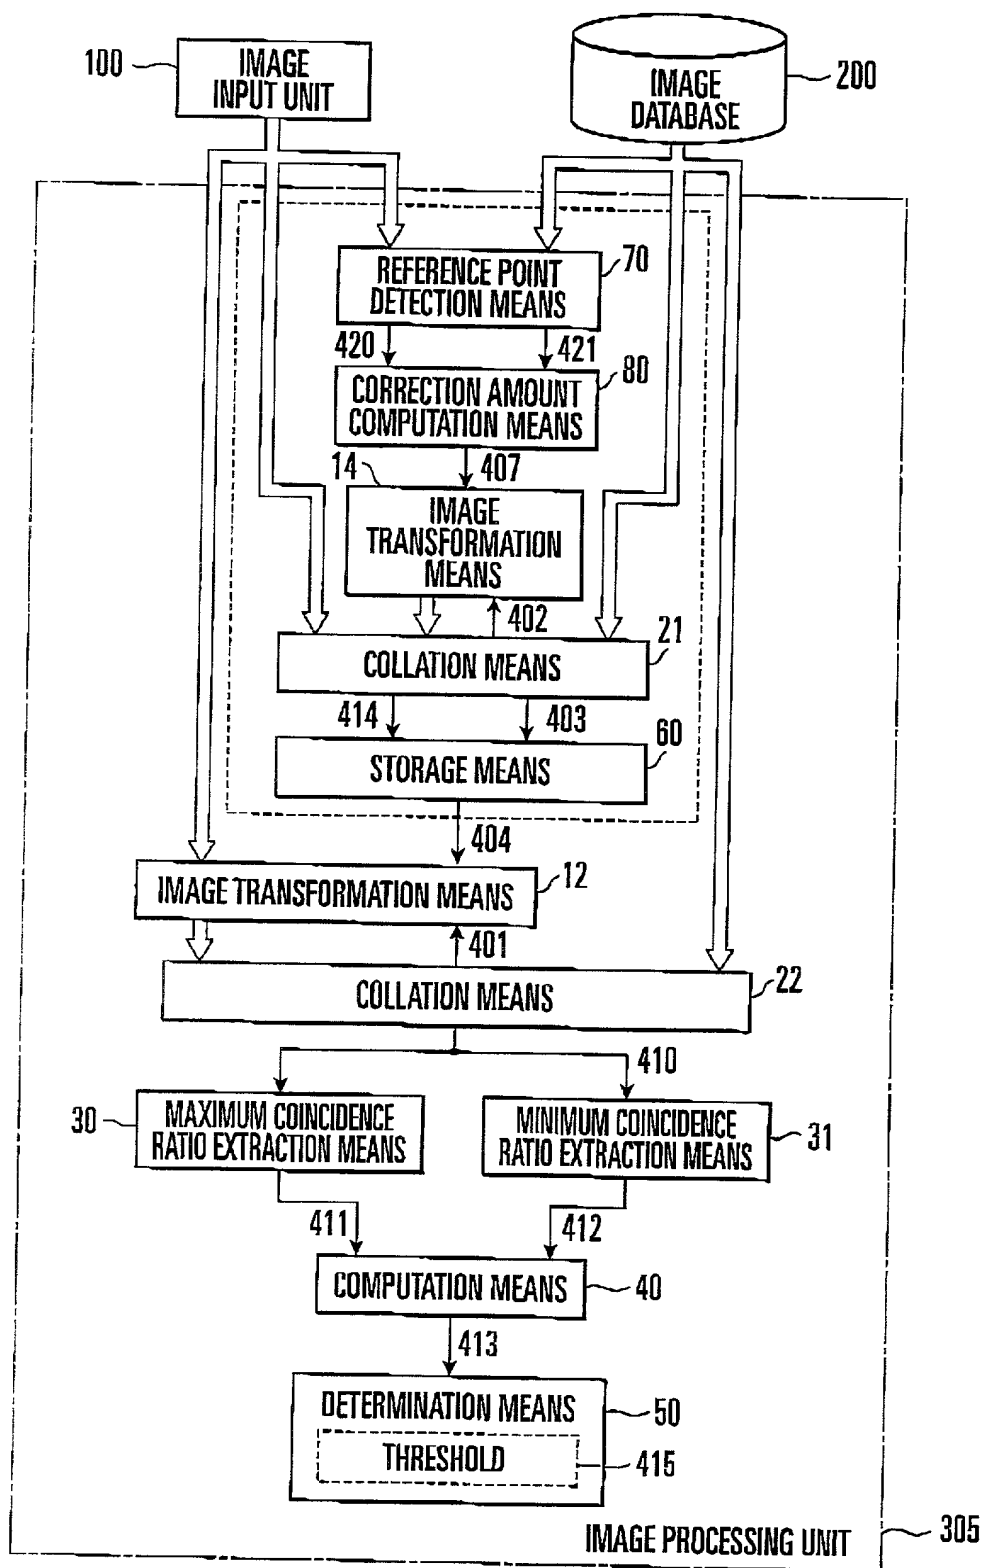 100
IMAGE
INPUT UNIT
IMAGE
DATABASE
200
REFERENCE POINT
DETECTION MEANS
70
420
421
80
CORRECTION AMOUNT
COMPUTATION MEANS
14
407
IMAGE
TRANSFORMATION
MEANS
402
21
COLLATION MEANS
414
403
60
STORAGE MEANS
404
IMAGE TRANSFORMATION MEANS
12
401
COLLATION MEANS
22
410
30
MAXIMUM COINCIDENCE
RATIO EXTRACTION MEANS
MINIMUM COINCIDENCE
RATIO EXTRACTION MEANS
31
411
412
COMPUTATION MEANS
40
413
DETERMINATION MEANS
50
THRESHOLD
415
IMAGE PROCESSING UNIT
305